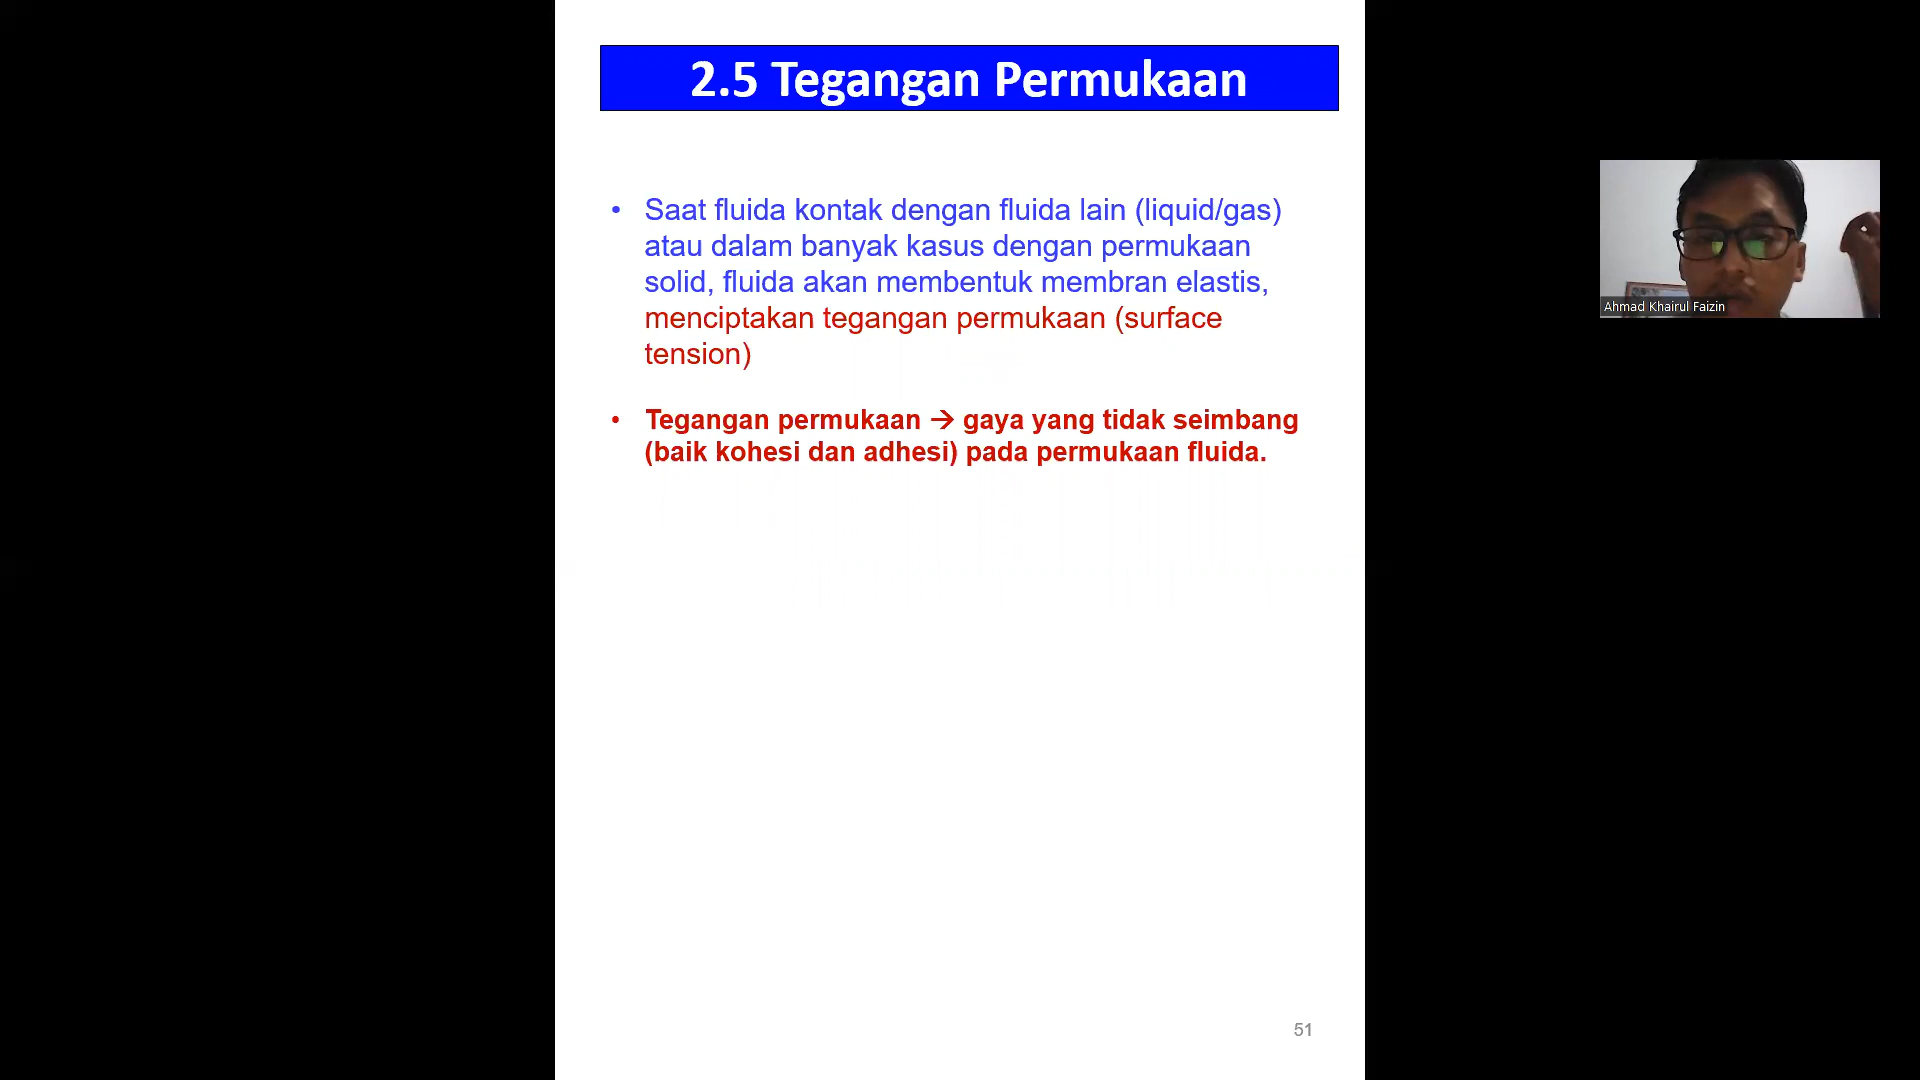 2.5 Tegangan Permukaan
• Saat fluida kontak dengan fluida lain (liquid/gas)
atau dalam banyak kasus dengan permukaan
solid, fluida akan membentuk membran elastis,
menciptakan tegangan permukaan (surface
tension)
• Tegangan permukaan → gaya yang tidak seimbang
(baik kohesi dan adhesi) pada permukaan fluida.
Ahmad Khairul Faizin
51